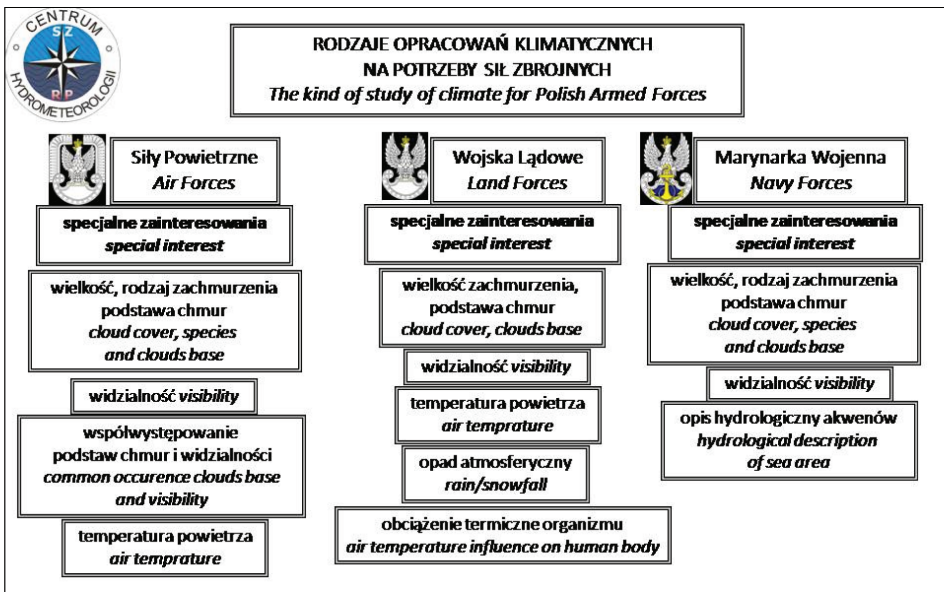 CENTRUM
SZ
RP
HYDROMETEOROLOGII
RODZAJE OPRACOWAŃ KLIMATYCZNYCH
NA POTRZEBY SIŁ ZBROJNYCH
The kind of study of climate for Polish Armed Forces
Siły Powietrzne
Air Forces
specjalne zainteresowania
special interest
wielkość, rodzaj zachmurzenia
podstawa chmur
cloud cover, species
and clouds base
widzialność visibility
współwystępowanie
podstaw chmur i widzialności
common occurence clouds base
and visibility
temperatura powietrza
air temprature
Wojska Lądowe
Land Forces
specjalne zainteresowania
special interest
wielkość zachmurzenia,
podstawa chmur
cloud cover, clouds base
widzialność visibility
temperatura powietrza
air temprature
opad atmosferyczny
rain/snowfall
obciążenie termiczne organizmu
air temperature influence on human body
Marynarka Wojenna
Navy Forces
specjalne zainteresowania
special interest
wielkość, rodzaj zachmurzenia
podstawa chmur
cloud cover, species
and clouds base
widzialność visibility
opis hydrologiczny akwenów
hydrological description
of sea area